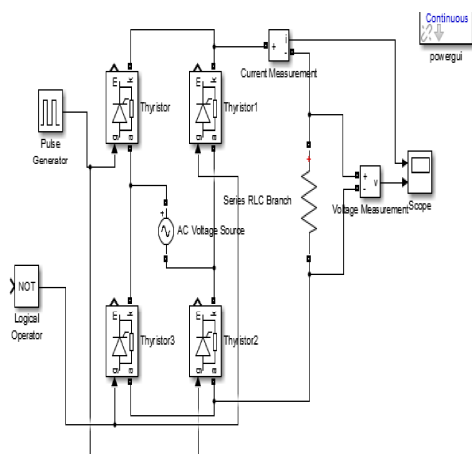 Continuous
powergui
i
+
-
Current Measurement
m
k
g
a
Thyristor
m
k
g
a
Thyristor1
Pulse
Generator
+
AC Voltage Source
+
Series RLC Branch
+
-
v
Voltage Measurement
Scope
NOT
Logical
Operator
m
k
g
a
Thyristor3
m
k
g
a
Thyristor2